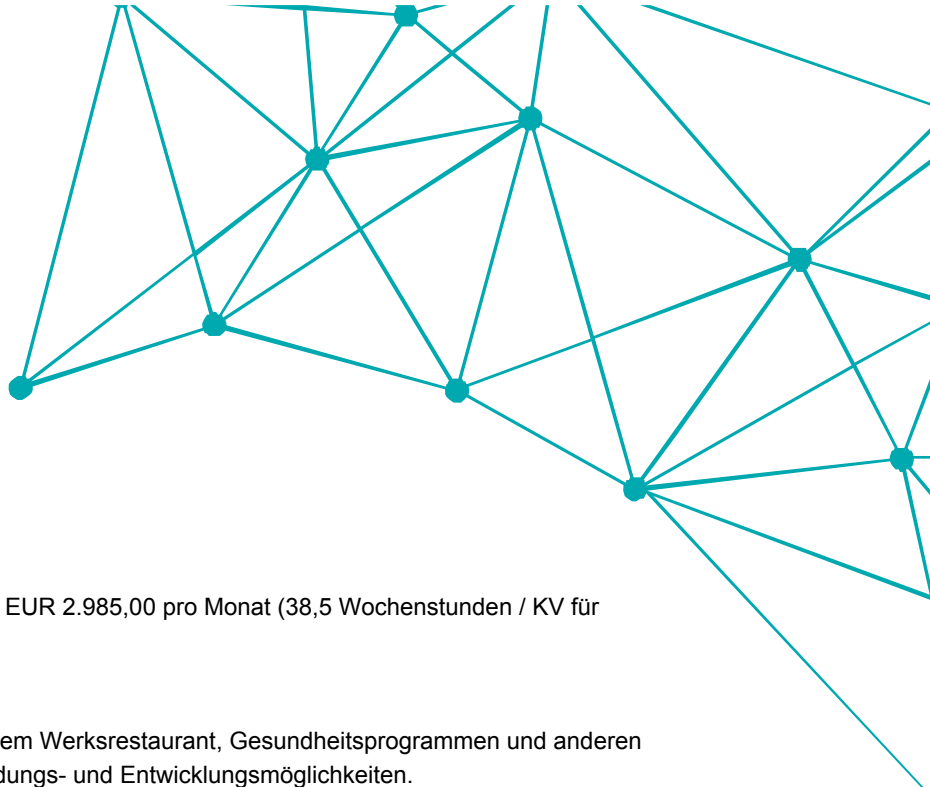 EUR 2.985,00 pro Monat (38,5 Wochenstunden / KV für
em Werksrestaurant, Gesundheitsprogrammen und anderen
dungs- und Entwicklungsmöglichkeiten.